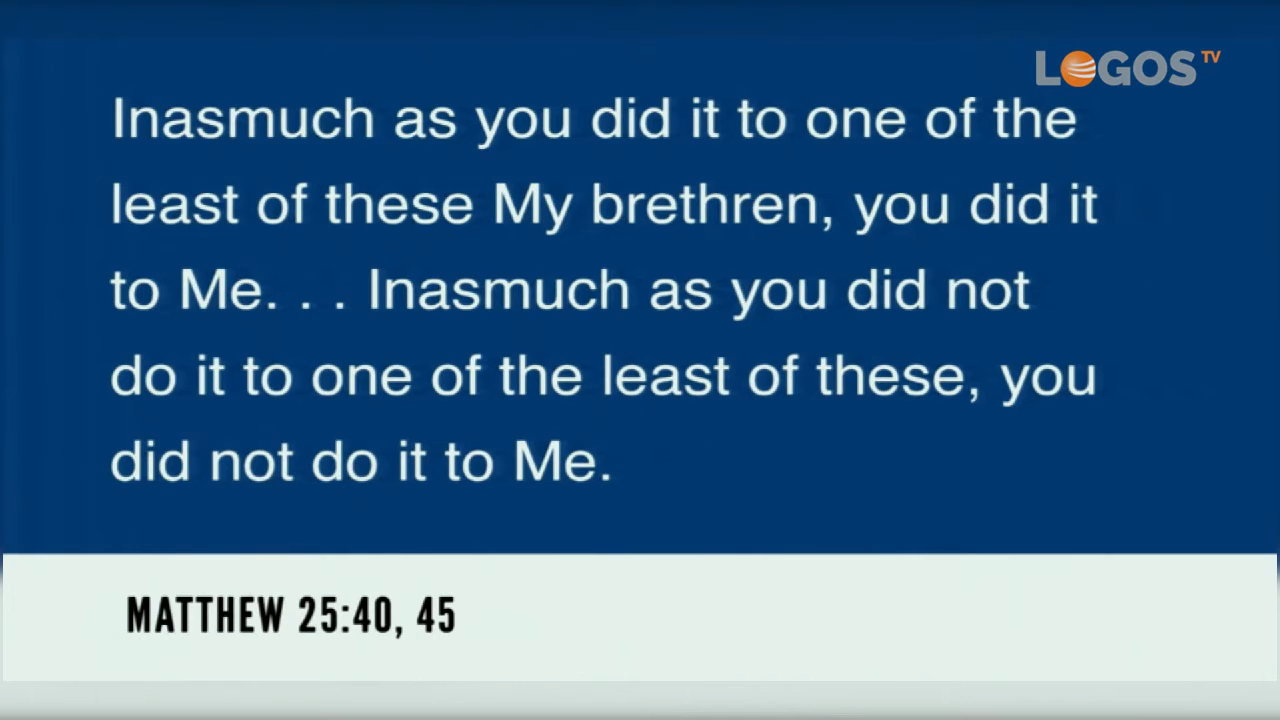 LOGOS TV
Inasmuch as you did it to one of the
least of these My brethren, you did it
to Me. . . Inasmuch as you did not
do it to one of the least of these, you
did not do it to Me.
MATTHEW 25:40, 45